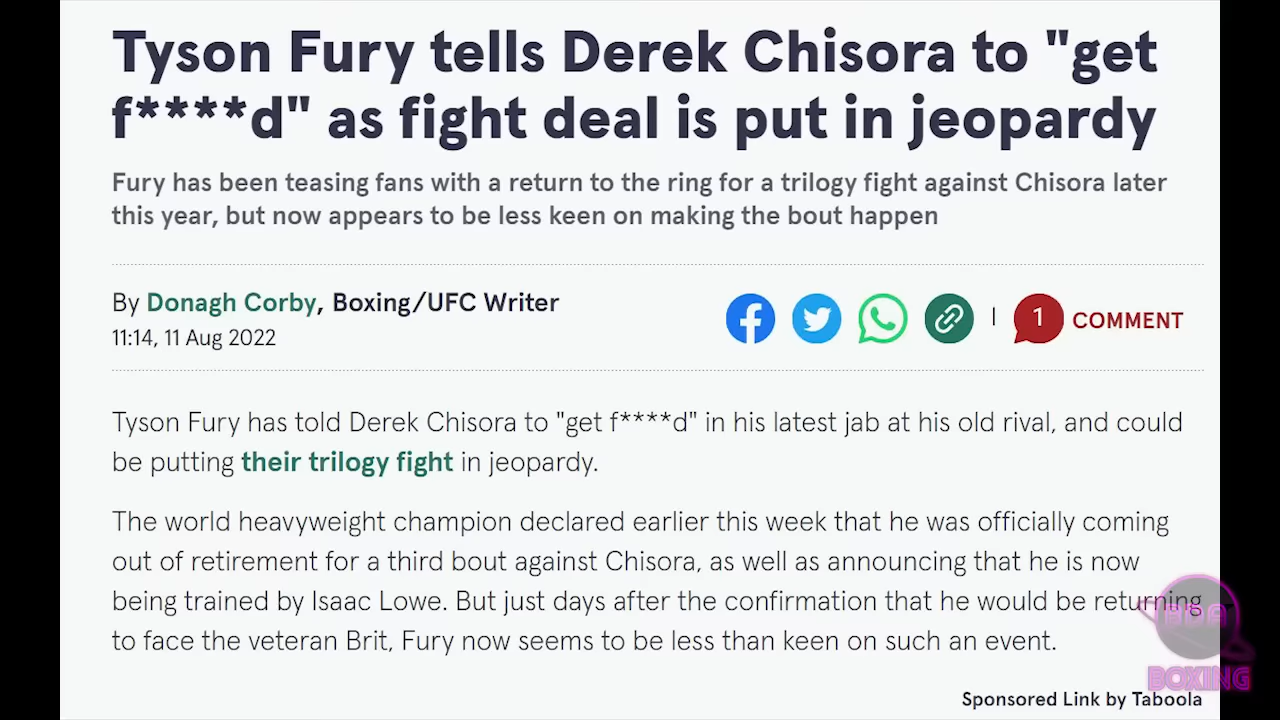 Tyson Fury tells Derek Chisora to "get
f****d" as fight deal is put in jeopardy
Fury has been teasing fans with a return to the ring for a trilogy fight against Chisora later
this year, but now appears to be less keen on making the bout happen
By Donagh Corby, Boxing/UFC Writer
11:14, 11 Aug 2022
1 COMMENT
Tyson Fury has told Derek Chisora to "get f****d" in his latest jab at his old rival, and could
be putting their trilogy fight in jeopardy.
The world heavyweight champion declared earlier this week that he was officially coming
out of retirement for a third bout against Chisora, as well as announcing that he is now
being trained by Isaac Lowe. But just days after the confirmation that he would be returning
to face the veteran Brit, Fury now seems to be less than keen on such an event.
BOXING
Sponsored Link by Taboola